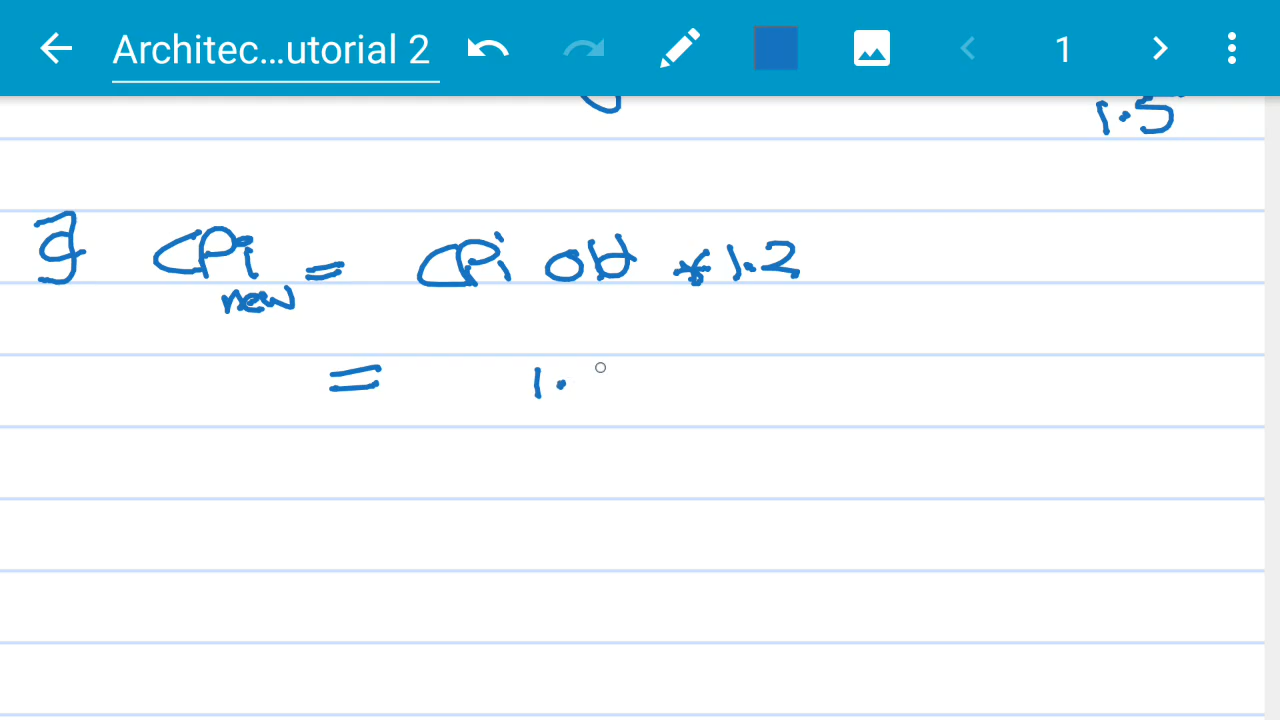 Architec...utorial 2 1
1.5
CPi new = CPi old * 1.2
= 1.